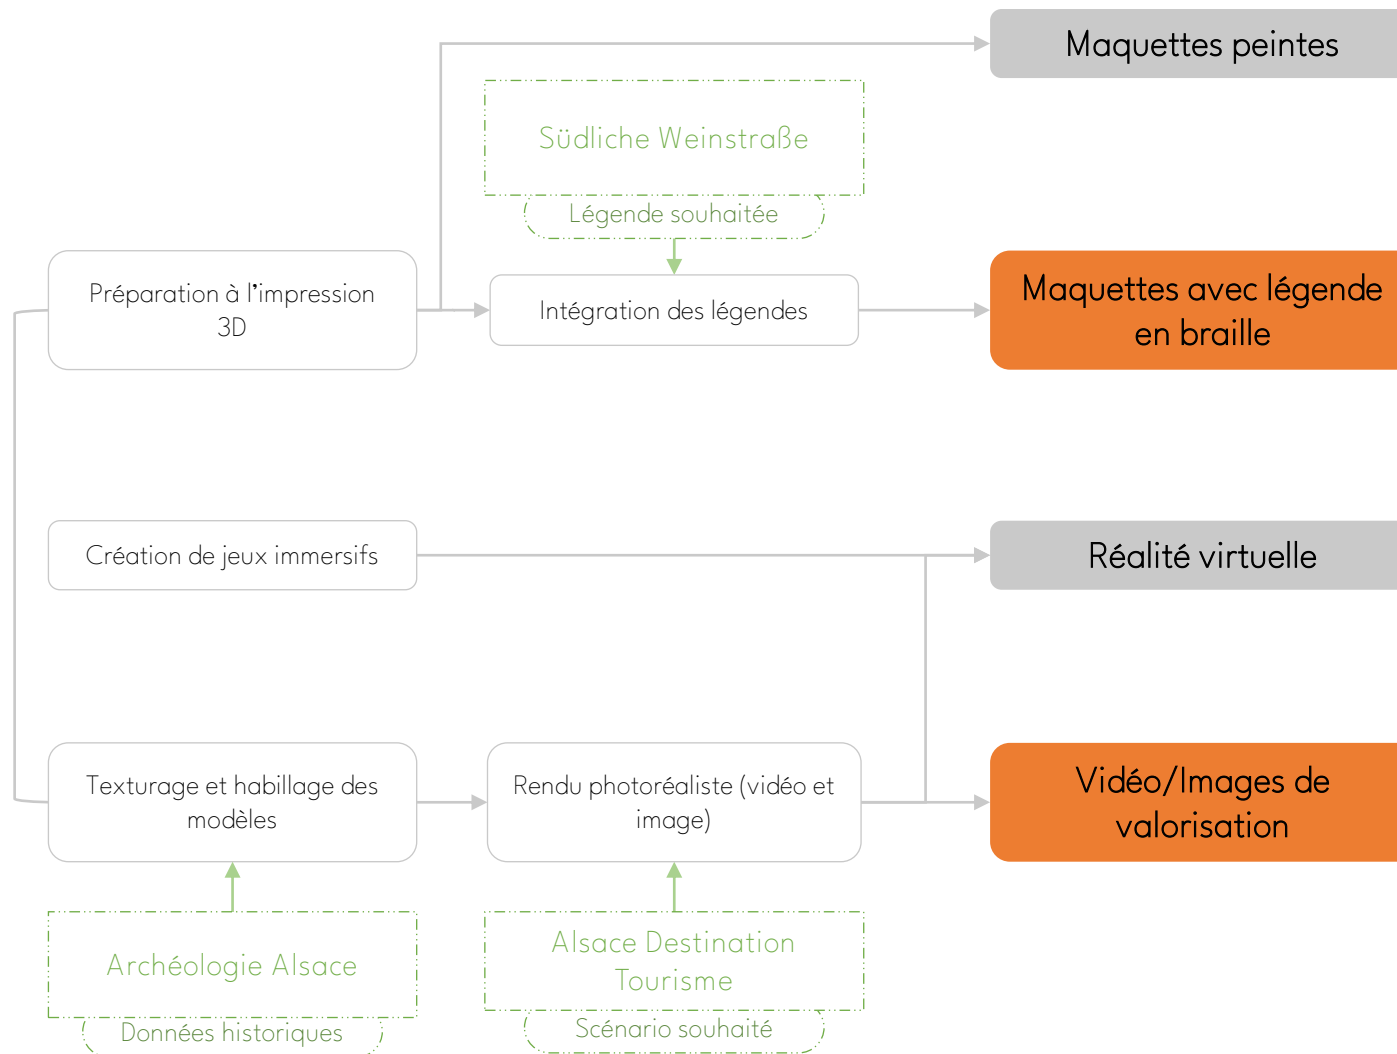 Maquettes peintes
Südliche Weinstraße
Légende souhaitée
Préparation à l'impression
3D
Intégration des légendes
Maquettes avec légende
en braille
Création de jeux immersifs
Réalité virtuelle
Texturage et habillage des
modèles
Rendu photoréaliste (vidéo et
image)
Vidéo/Images de
valorisation
Archéologie Alsace
Données historiques
Alsace Destination
Tourisme
Scénario souhaité